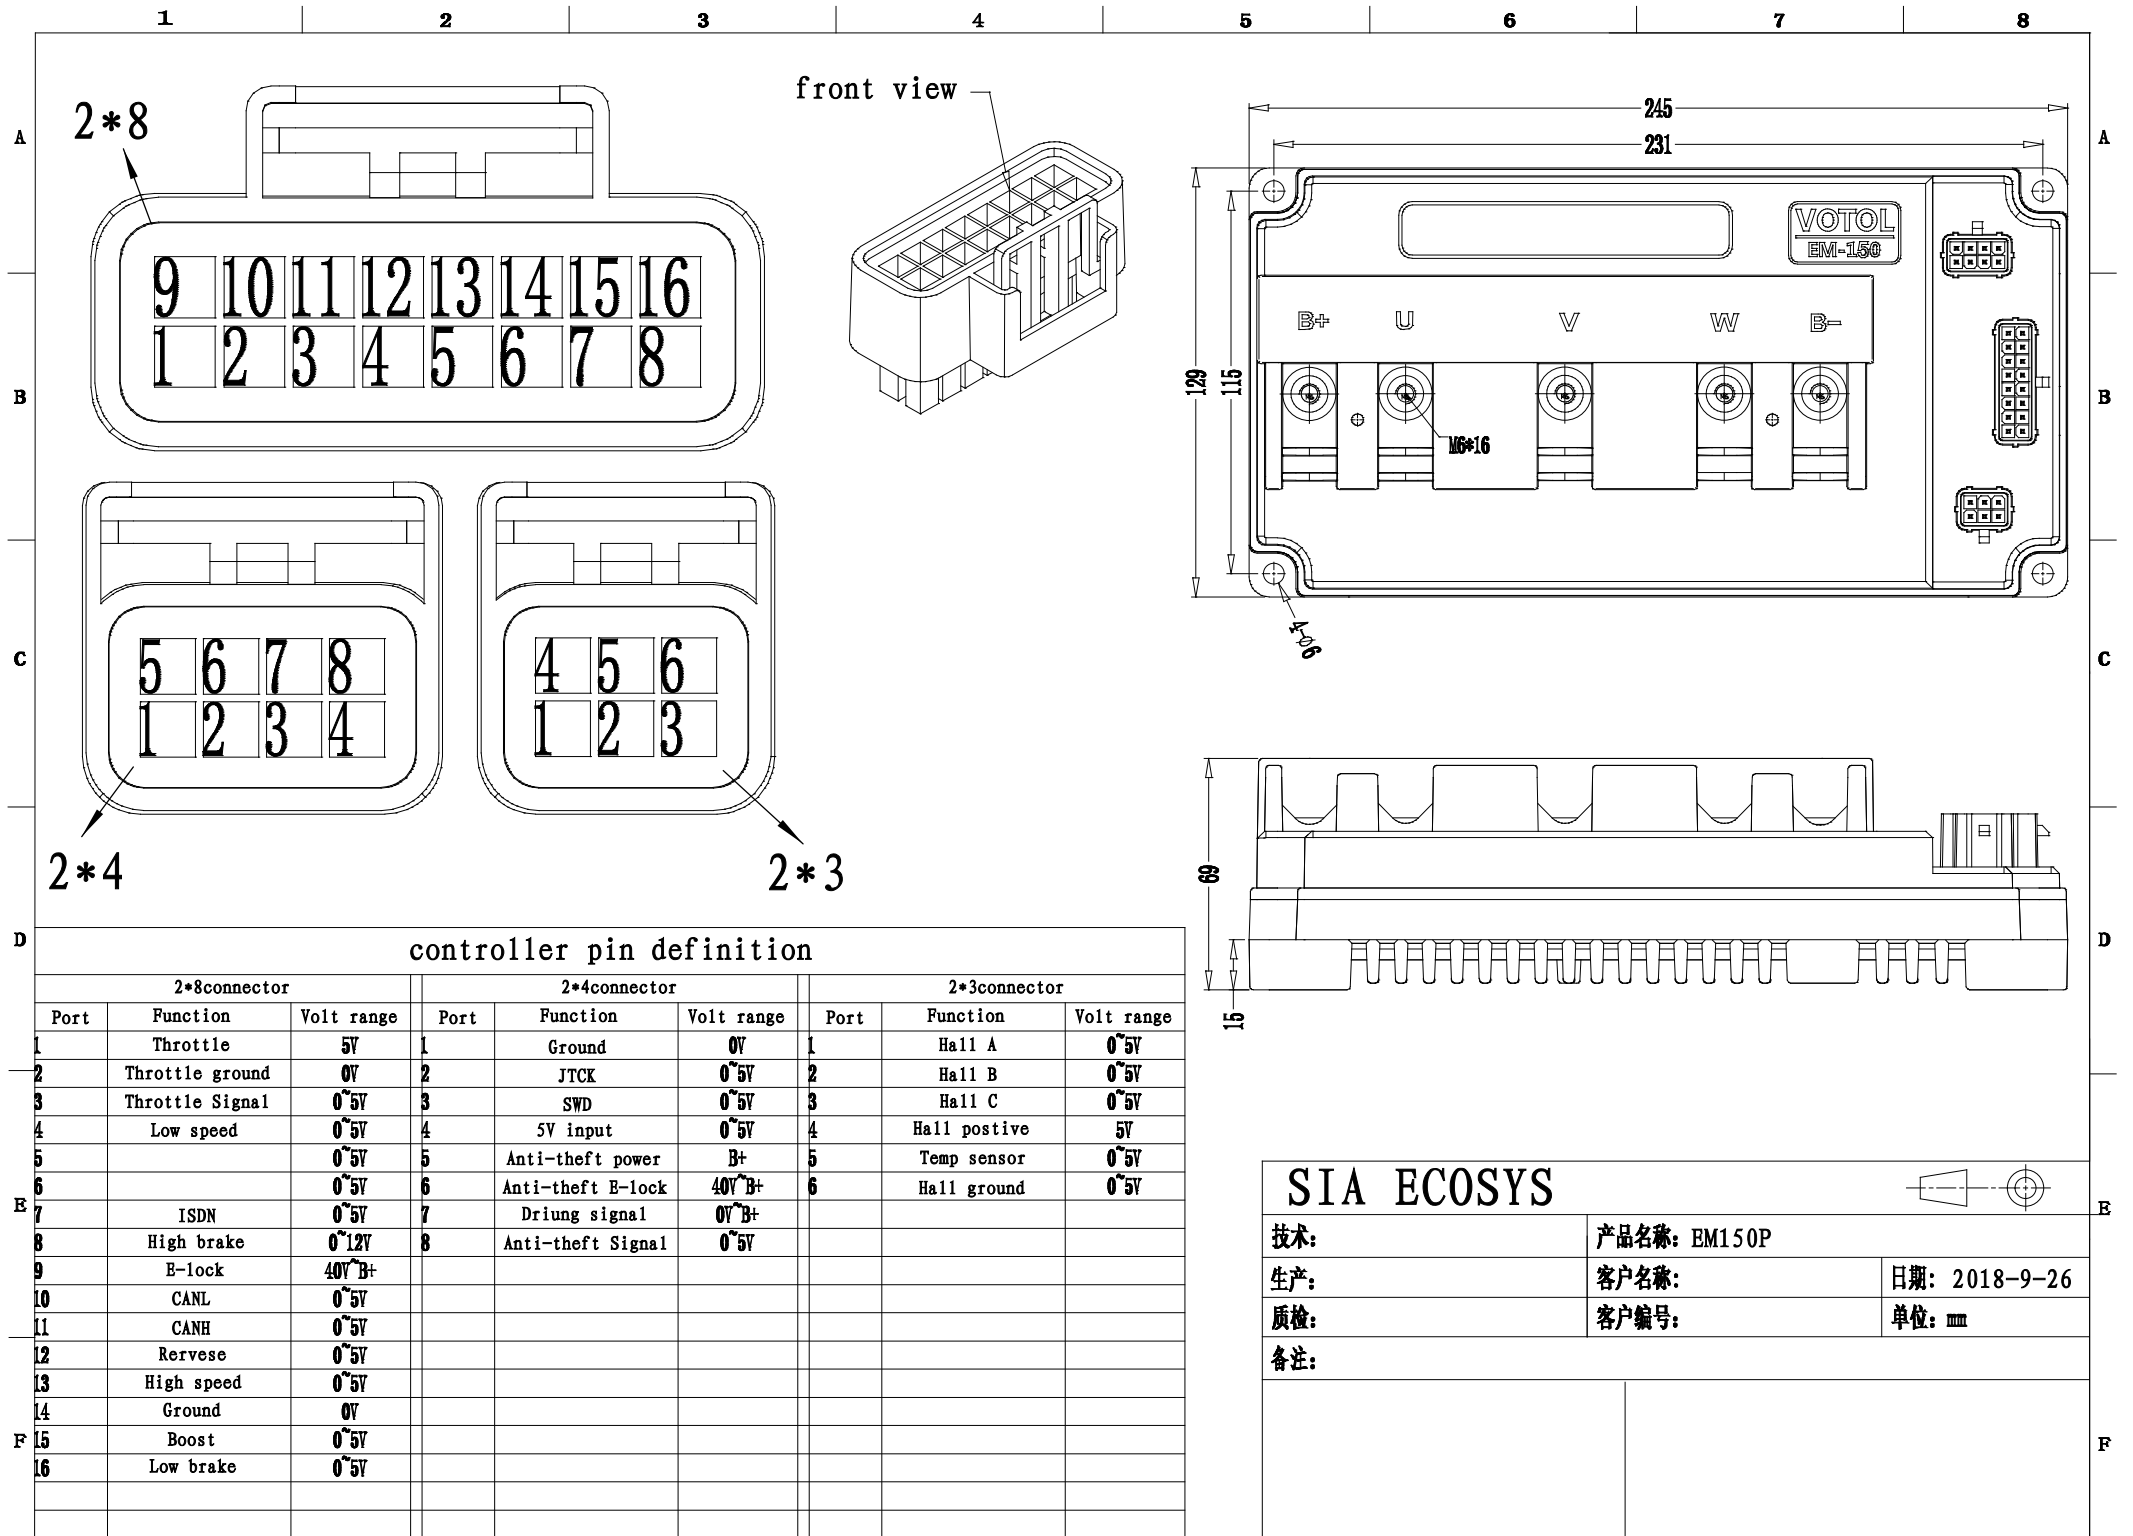 1 2 3 4 5 6 7 8
A A
B B
C C
D D
E E
F F
2*8
front view
9 10 11 12 13 14 15 16
1 2 3 4 5 6 7 8
5 6 7 8
1 2 3 4
2*4
4 5 6
1 2 3
2*3
245
231
129
115
VOTOL
EM-150
B+ U V W B-
M6*16
4-∅6
69
15
controller pin definition
2*8connector 2*4connector 2*3connector
Port Function Volt range Port Function Volt range Port Function Volt range
1 Throttle 5V 1 Ground 0V 1 Hall A 0~5V
2 Throttle ground 0V 2 JTCK 0~5V 2 Hall B 0~5V
3 Throttle Signal 0~5V 3 SWD 0~5V 3 Hall C 0~5V
4 Low speed 0~5V 4 5V input 0~5V 4 Hall postive 5V
5 0~5V 5 Anti-theft power B+ 5 Temp sensor 0~5V
6 0~5V 6 Anti-theft E-lock 40V~B+ 6 Hall ground 0~5V
7 ISDN 0~5V 7 Driung signal 0V~B+
8 High brake 0~12V 8 Anti-theft Signal 0~5V
9 E-lock 40V~B+
10 CANL 0~5V
11 CANH 0~5V
12 Rervese 0~5V
13 High speed 0~5V
14 Ground 0V
15 Boost 0~5V
16 Low brake 0~5V
SIA ECOSYS
技术: 产品名称: EM150P
生产: 客户名称: 日期: 2018-9-26
质检: 客户编号: 单位: mm
备注: